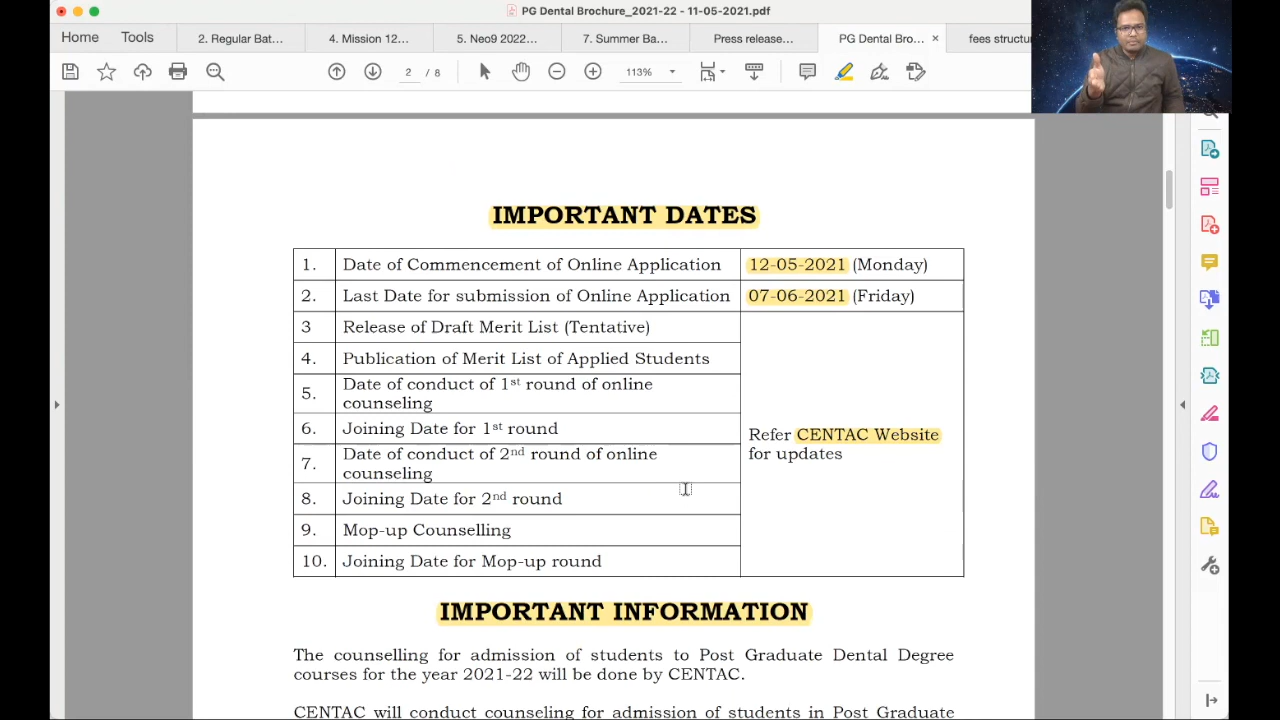 PG Dental Brochure_2021-22 - 11-05-2021.pdf
Home Tools 2. Regular Bat... 4. Mission 12... 5. Neo9 2022... 7. Summer Ba... Press release... PG Dental Bro... × fees structu
2 / 8 113%
IMPORTANT DATES
1. Date of Commencement of Online Application 12-05-2021 (Monday)
2. Last Date for submission of Online Application 07-06-2021 (Friday)
3 Release of Draft Merit List (Tentative)
4. Publication of Merit List of Applied Students
5. Date of conduct of 1st round of online
counseling
6. Joining Date for 1st round
Refer CENTAC Website
for updates
7. Date of conduct of 2nd round of online
counseling
8. Joining Date for 2nd round
9. Mop-up Counselling
10. Joining Date for Mop-up round
IMPORTANT INFORMATION
The counselling for admission of students to Post Graduate Dental Degree
courses for the year 2021-22 will be done by CENTAC.
CENTAC will conduct counseling for admission of students in Post Graduate